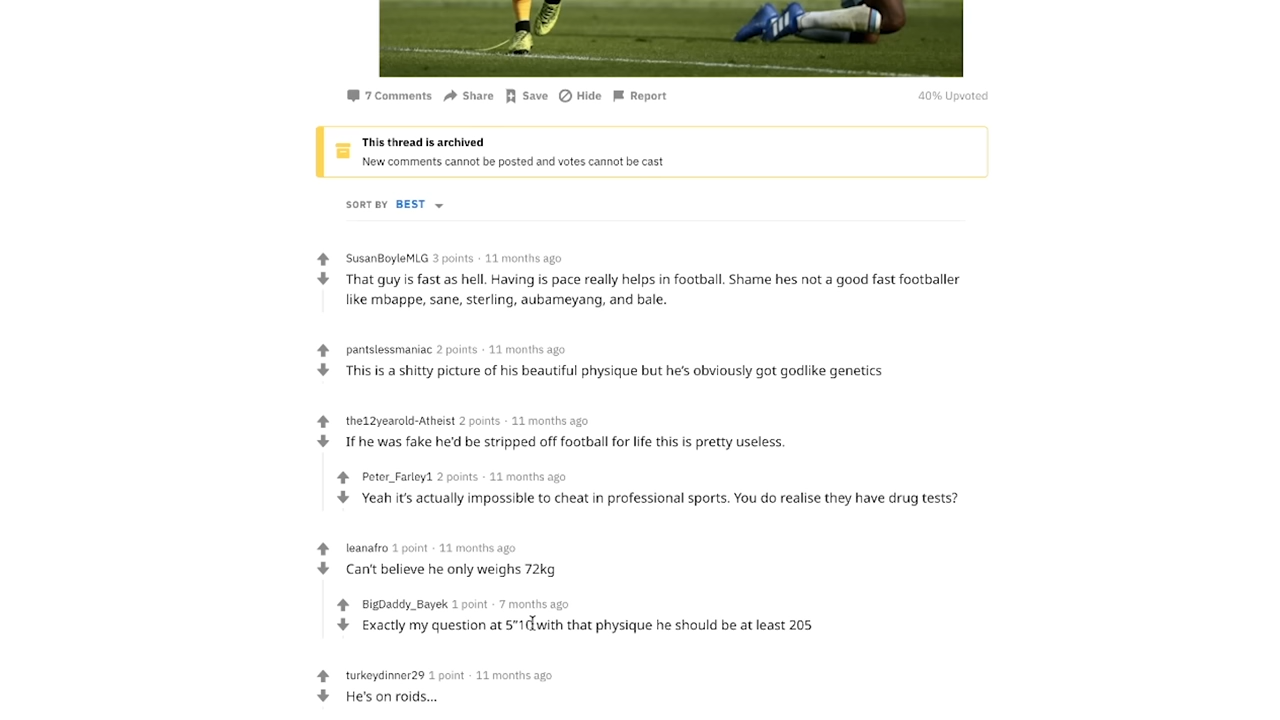 7 Comments Share Save Hide Report 40% Upvoted
This thread is archived
New comments cannot be posted and votes cannot be cast
SORT BY BEST
SusanBoyleMLG 3 points · 11 months ago
That guy is fast as hell. Having is pace really helps in football. Shame hes not a good fast footballer
like mbappe, sane, sterling, aubameyang, and bale.
pantslessmaniac 2 points · 11 months ago
This is a shitty picture of his beautiful physique but he's obviously got godlike genetics
the12yearold-Atheist 2 points · 11 months ago
If he was fake he'd be stripped off football for life this is pretty useless.
Peter_Farley1 2 points · 11 months ago
Yeah it's actually impossible to cheat in professional sports. You do realise they have drug tests?
leanafro 1 point · 11 months ago
Can't believe he only weighs 72kg
BigDaddy_Bayek 1 point · 7 months ago
Exactly my question at 5"10 with that physique he should be at least 205
turkeydinner29 1 point · 11 months ago
He's on roids...